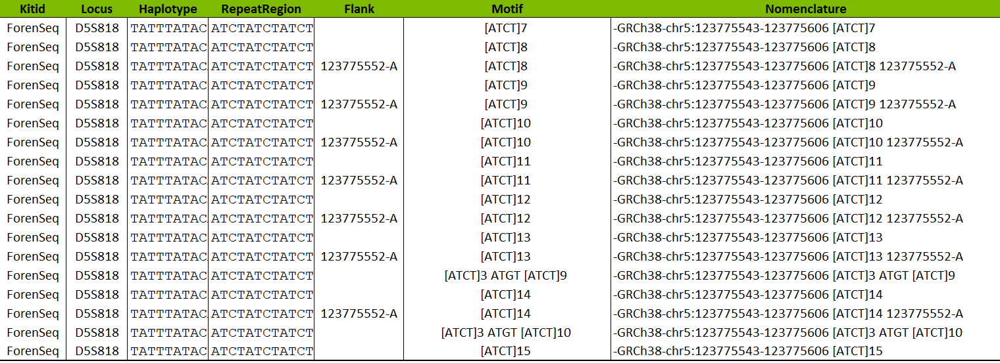 Kitid Locus Haplotype RepeatRegion Flank Motif Nomenclature
ForenSeq D5S818 TATTTATAC ATCTATCTATCT [ATCT]7 -GRCh38-chr5:123775543-123775606 [ATCT]7
ForenSeq D5S818 TATTTATAC ATCTATCTATCT [ATCT]8 -GRCh38-chr5:123775543-123775606 [ATCT]8
ForenSeq D5S818 TATTTATAC ATCTATCTATCT 123775552-A [ATCT]8 -GRCh38-chr5:123775543-123775606 [ATCT]8 123775552-A
ForenSeq D5S818 TATTTATAC ATCTATCTATCT [ATCT]9 -GRCh38-chr5:123775543-123775606 [ATCT]9
ForenSeq D5S818 TATTTATAC ATCTATCTATCT 123775552-A [ATCT]9 -GRCh38-chr5:123775543-123775606 [ATCT]9 123775552-A
ForenSeq D5S818 TATTTATAC ATCTATCTATCT [ATCT]10 -GRCh38-chr5:123775543-123775606 [ATCT]10
ForenSeq D5S818 TATTTATAC ATCTATCTATCT 123775552-A [ATCT]10 -GRCh38-chr5:123775543-123775606 [ATCT]10 123775552-A
ForenSeq D5S818 TATTTATAC ATCTATCTATCT [ATCT]11 -GRCh38-chr5:123775543-123775606 [ATCT]11
ForenSeq D5S818 TATTTATAC ATCTATCTATCT 123775552-A [ATCT]11 -GRCh38-chr5:123775543-123775606 [ATCT]11 123775552-A
ForenSeq D5S818 TATTTATAC ATCTATCTATCT [ATCT]12 -GRCh38-chr5:123775543-123775606 [ATCT]12
ForenSeq D5S818 TATTTATAC ATCTATCTATCT 123775552-A [ATCT]12 -GRCh38-chr5:123775543-123775606 [ATCT]12 123775552-A
ForenSeq D5S818 TATTTATAC ATCTATCTATCT [ATCT]13 -GRCh38-chr5:123775543-123775606 [ATCT]13
ForenSeq D5S818 TATTTATAC ATCTATCTATCT 123775552-A [ATCT]13 -GRCh38-chr5:123775543-123775606 [ATCT]13 123775552-A
ForenSeq D5S818 TATTTATAC ATCTATCTATCT [ATCT]3 ATGT [ATCT]9 -GRCh38-chr5:123775543-123775606 [ATCT]3 ATGT [ATCT]9
ForenSeq D5S818 TATTTATAC ATCTATCTATCT [ATCT]14 -GRCh38-chr5:123775543-123775606 [ATCT]14
ForenSeq D5S818 TATTTATAC ATCTATCTATCT 123775552-A [ATCT]14 -GRCh38-chr5:123775543-123775606 [ATCT]14 123775552-A
ForenSeq D5S818 TATTTATAC ATCTATCTATCT [ATCT]3 ATGT [ATCT]10 -GRCh38-chr5:123775543-123775606 [ATCT]3 ATGT [ATCT]10
ForenSeq D5S818 TATTTATAC ATCTATCTATCT [ATCT]15 -GRCh38-chr5:123775543-123775606 [ATCT]15